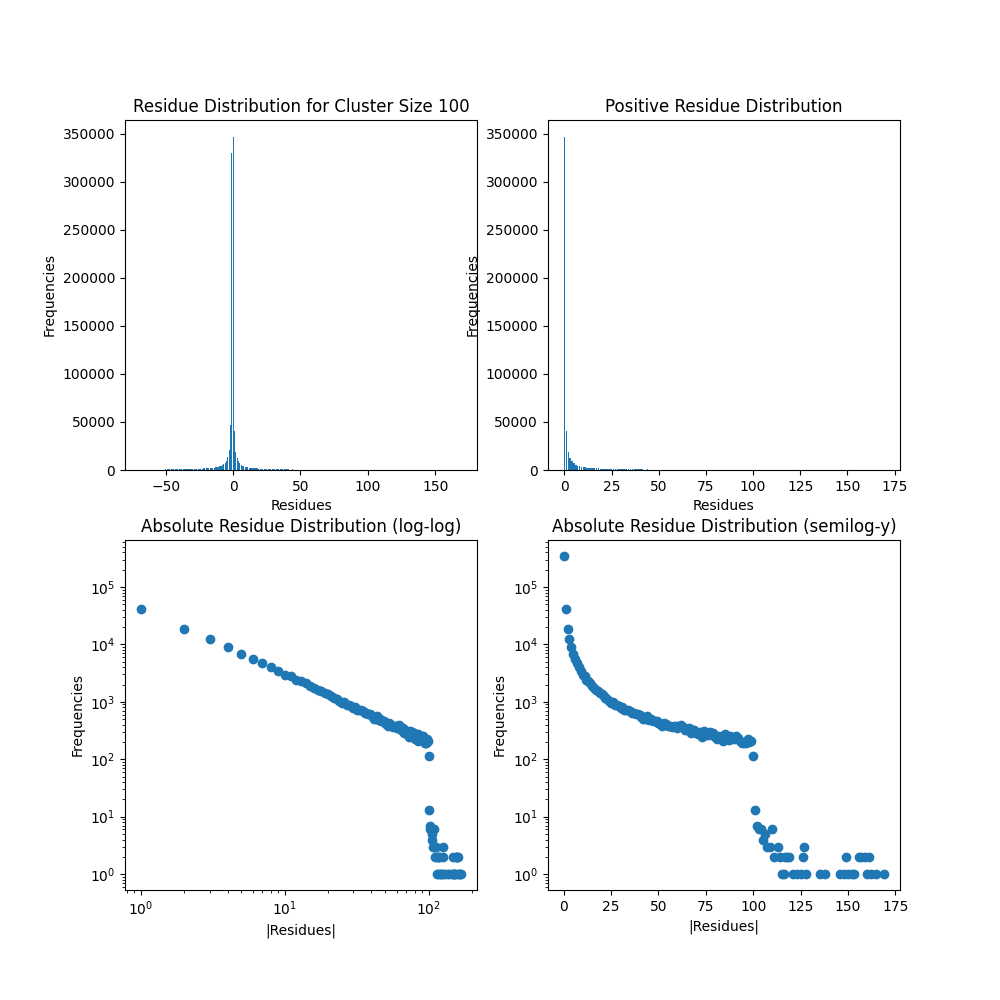 Residue Distribution for Cluster Size 100
350000
300000
250000
200000
150000
100000
50000
0
Frequencies
−50 0 50 100 150
Residues
Positive Residue Distribution
350000
300000
250000
200000
150000
100000
50000
0
Frequencies
0 25 50 75 100 125 150 175
Residues
Absolute Residue Distribution (log-log)
10⁵
10⁴
10³
10²
10¹
10⁰
Frequencies
10⁰ 10¹ 10²
|Residues|
Absolute Residue Distribution (semilog-y)
10⁵
10⁴
10³
10²
10¹
10⁰
Frequencies
0 25 50 75 100 125 150 175
|Residues|